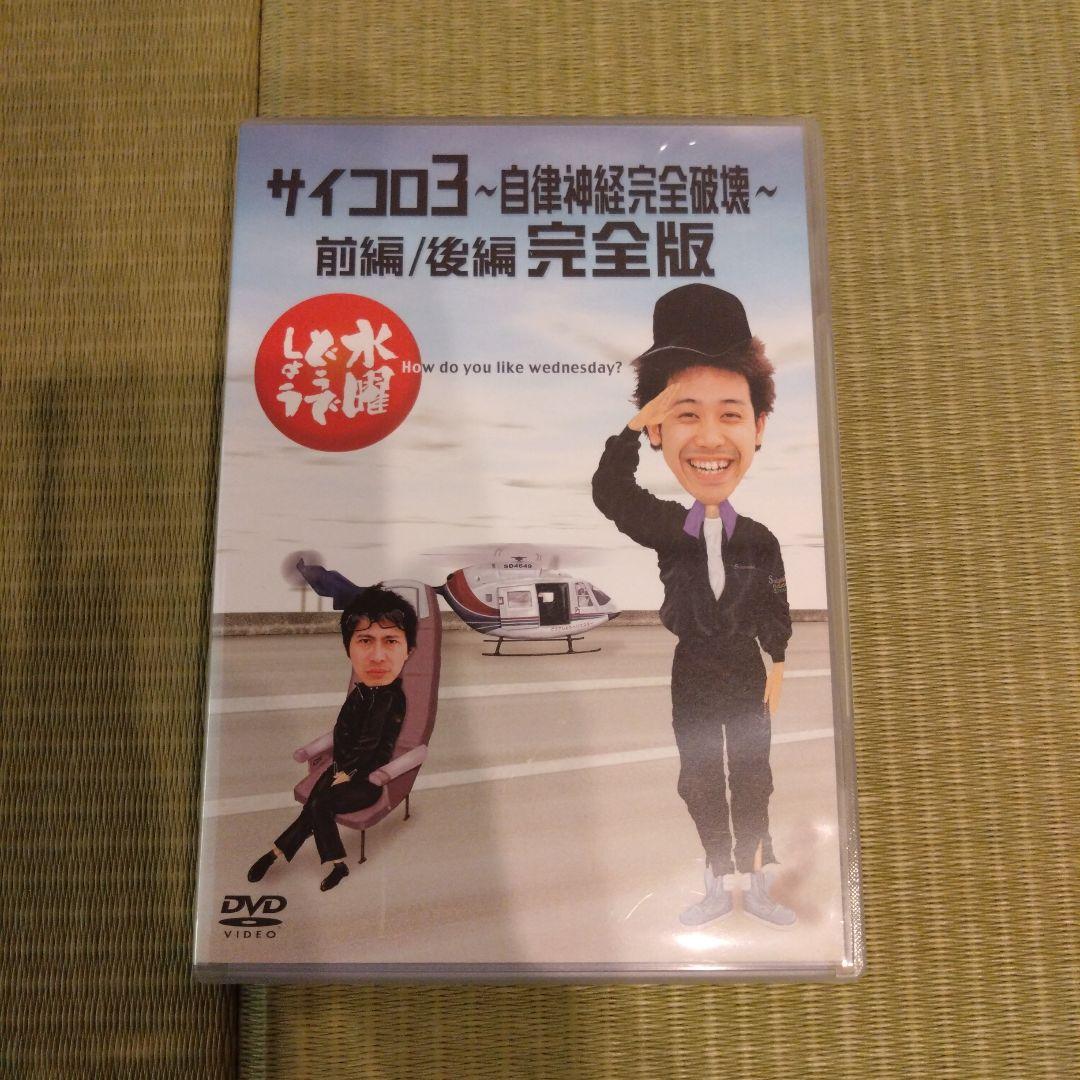 サイコロ3~自律神経完全破壊~
前編/後編 完全版
水曜
どうで
しょう
How do you like wednesday?
SD4649
DVD
VIDEO